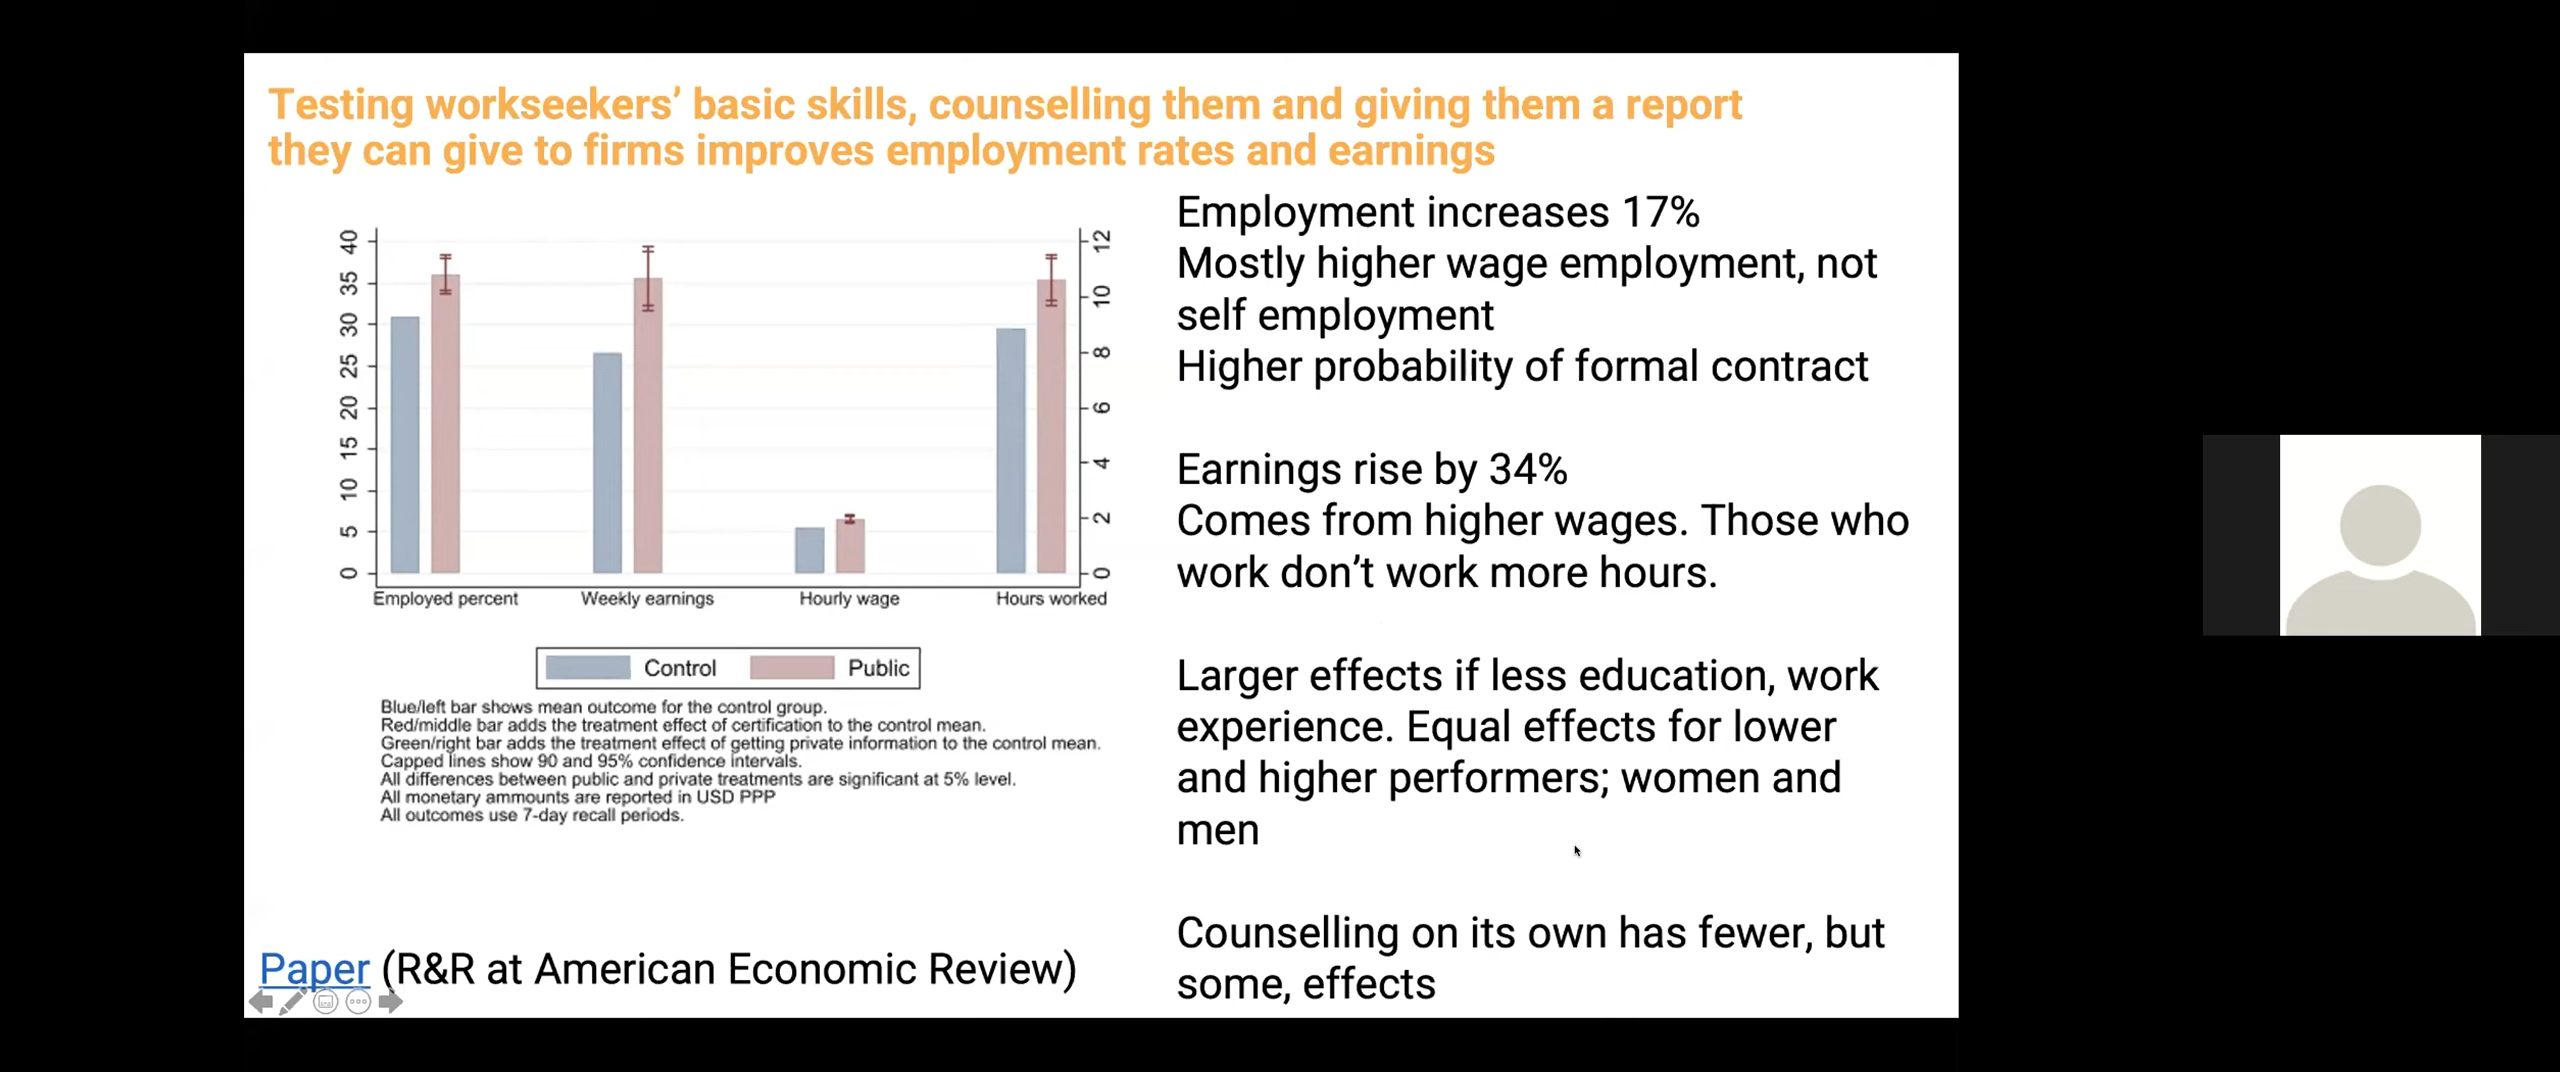 Testing workseekers’ basic skills, counselling them and giving them a report
they can give to firms improves employment rates and earnings
40
35
30
25
20
15
10
5
0
12
10
8
6
4
2
0
Employed percent
Weekly earnings
Hourly wage
Hours worked
Control
Public
Blue/left bar shows mean outcome for the control group.
Red/middle bar adds the treatment effect of certification to the control mean.
Green/right bar adds the treatment effect of getting private information to the control mean.
Capped lines show 90 and 95% confidence intervals.
All differences between public and private treatments are significant at 5% level.
All monetary ammounts are reported in USD PPP
All outcomes use 7-day recall periods.
Paper (R&R at American Economic Review)
Employment increases 17%
Mostly higher wage employment, not
self employment
Higher probability of formal contract
Earnings rise by 34%
Comes from higher wages. Those who
work don’t work more hours.
Larger effects if less education, work
experience. Equal effects for lower
and higher performers; women and
men
Counselling on its own has fewer, but
some, effects